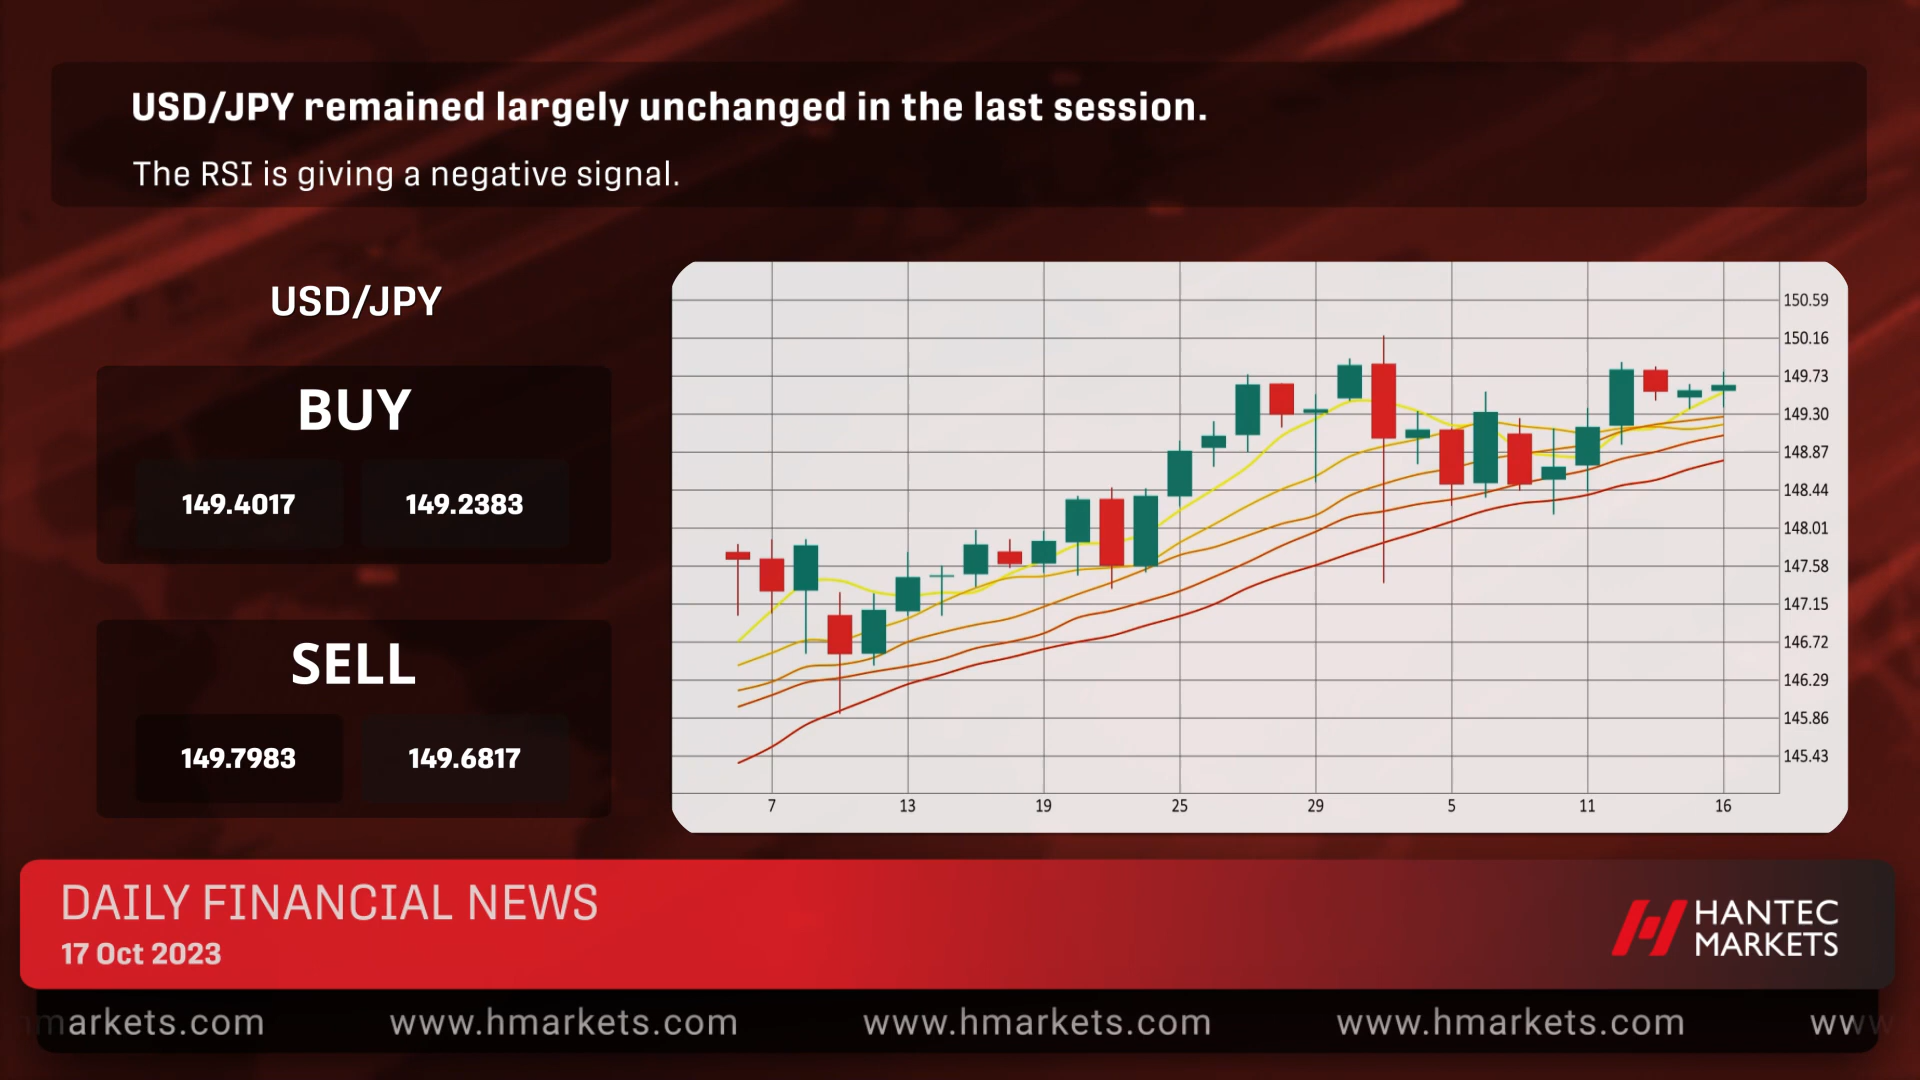 USD/JPY remained largely unchanged in the last session.
The RSI is giving a negative signal.
USD/JPY
BUY
149.4017 149.2383
SELL
149.7983 149.6817
150.59
150.16
149.73
149.30
148.87
148.44
148.01
147.58
147.15
146.72
146.29
145.86
145.43
7 13 19 25 29 5 11 16
DAILY FINANCIAL NEWS
17 Oct 2023
HANTEC
MARKETS
markets.com www.hmarkets.com www.hmarkets.com www.hmarkets.com ww